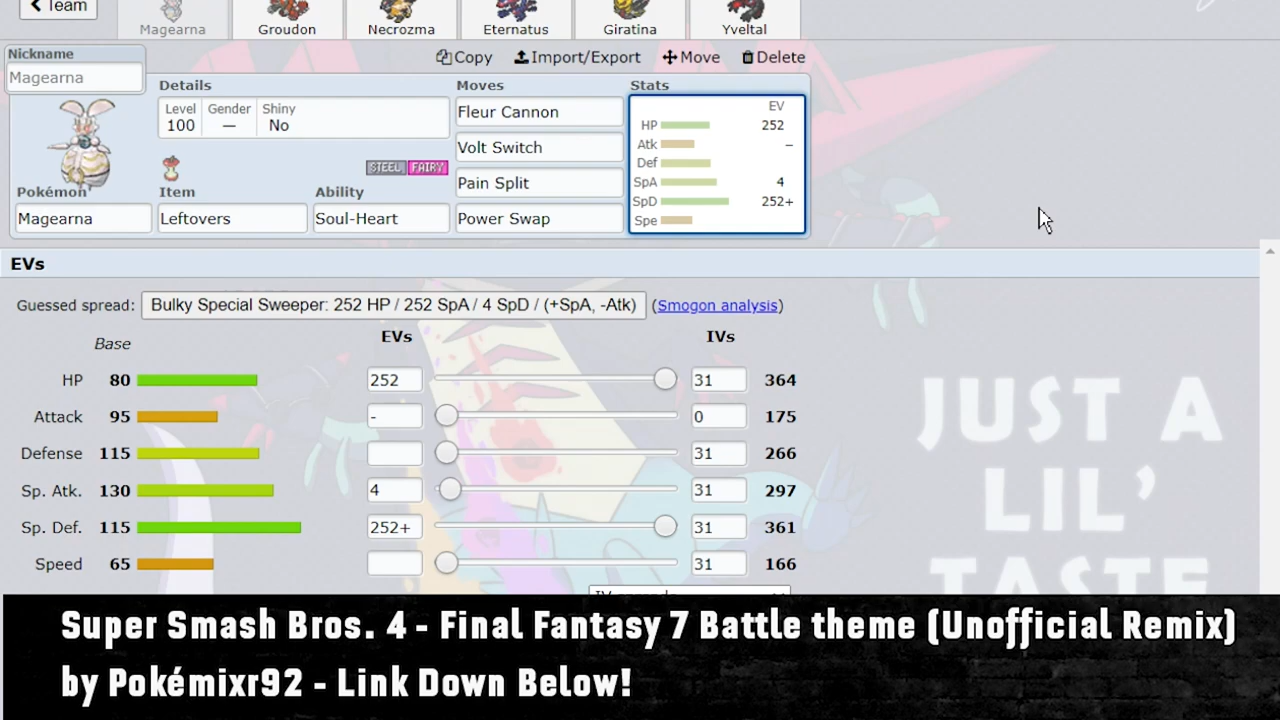 Team
Magearna Groudon Necrozma Eternatus Giratina Yveltal
Copy Import/Export Move Delete
Nickname
Magearna
Details Moves Stats
Level Gender Shiny
100 — No
Fleur Cannon
Volt Switch
Pain Split
Power Swap
EV
HP 252
Atk –
Def
SpA 4
SpD 252+
Spe
STEEL FAIRY
Pokémon Item Ability
Magearna Leftovers Soul-Heart
EVs
Guessed spread: Bulky Special Sweeper: 252 HP / 252 SpA / 4 SpD / (+SpA, -Atk) (Smogon analysis)
Base EVs IVs
HP 80 252 31 364
Attack 95 - 0 175
Defense 115 31 266
Sp. Atk. 130 4 31 297
Sp. Def. 115 252+ 31 361
Speed 65 31 166
JUST A
LIL'
TASTE
Super Smash Bros. 4 - Final Fantasy 7 Battle theme (Unofficial Remix)
by Pokémixr92 - Link Down Below!